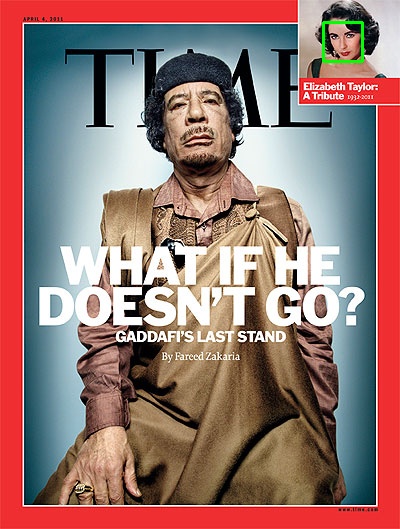 APRIL 4, 2011
TIME
Elizabeth Taylor:
A Tribute 1932-2011
WHAT IF HE
DOESN'T GO?
GADDAFI'S LAST STAND
By Fareed Zakaria
www.time.com